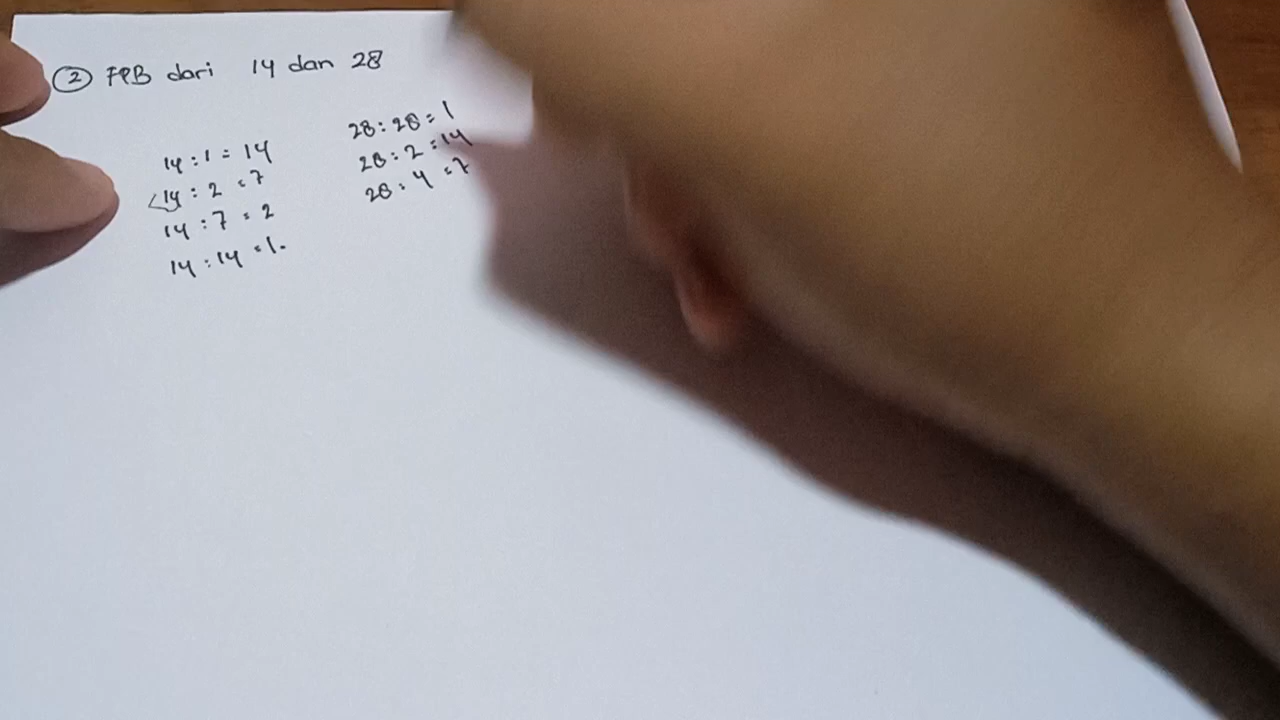 ② FPB dari 14 dan 28
14 : 1 = 14
14 : 2 = 7
14 : 7 = 2
14 : 14 = 1.
28 : 28 = 1
28 : 2 = 14
28 : 4 = 7